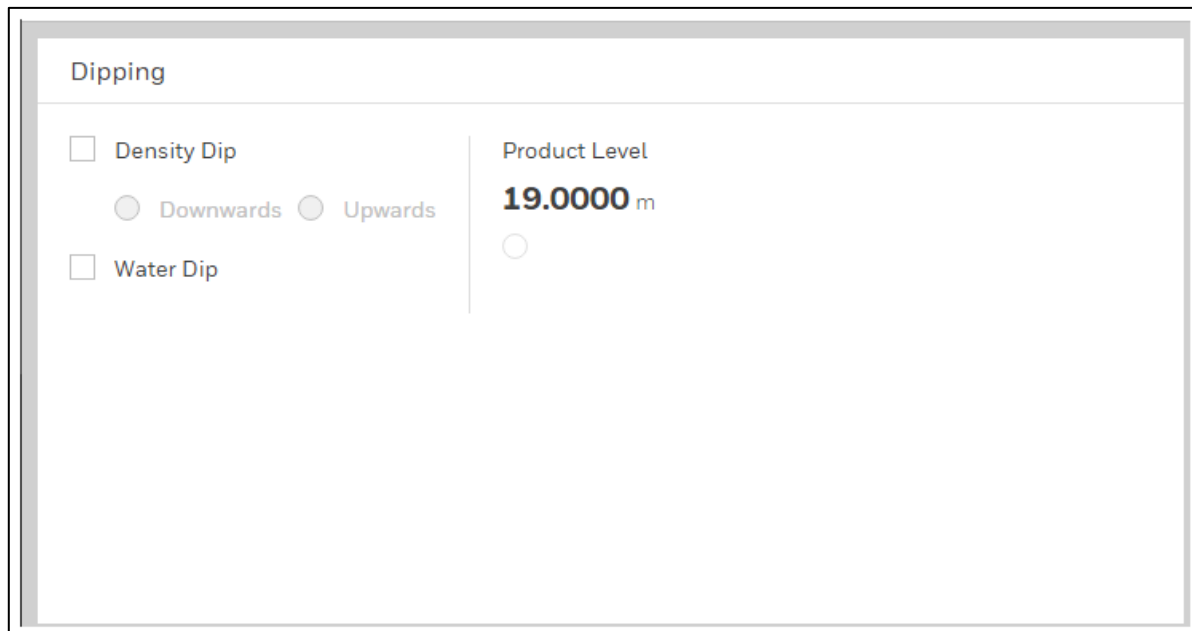 Dipping
Density Dip
Downwards Upwards
Water Dip
Product Level
19.0000 m